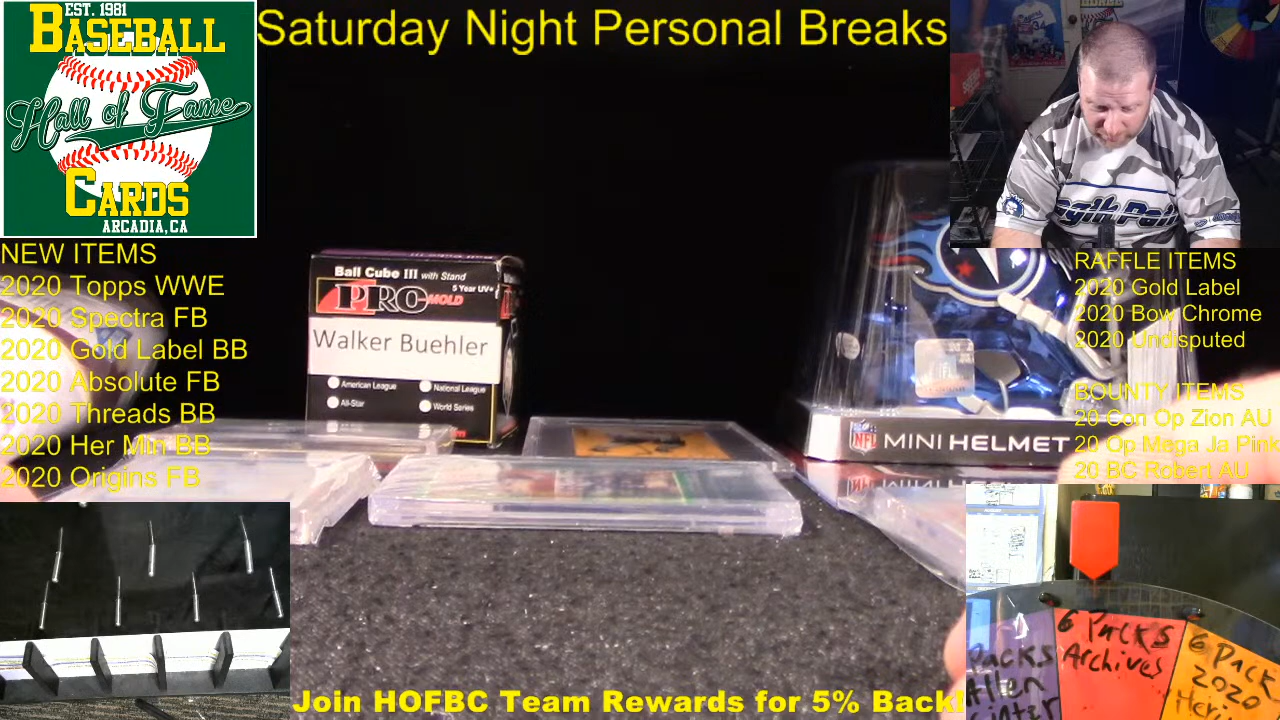 EST. 1981
BASEBALL
Hall of Fame
CARDS
ARCADIA,CA
Saturday Night Personal Breaks
NEW ITEMS
2020 Topps WWE
2020 Spectra FB
2020 Gold Label BB
2020 Absolute FB
2020 Threads BB
2020 Her Min BB
2020 Origins FB
Ball Cube III with Stand
5 Year UV+
PRO-MOLD
Walker Buehler
American League
National League
All-Star
World Series
NFL
MINI HELMET
RAFFLE ITEMS
2020 Gold Label
2020 Bow Chrome
2020 Undisputed
BOUNTY ITEMS
20 Con Op Zion AU
20 Op Mega Ja Pink
20 BC Robert AU
Packs
Allen
6 Packs
Archives
6 Pack
2020
Join HOFBC Team Rewards for 5% Back!